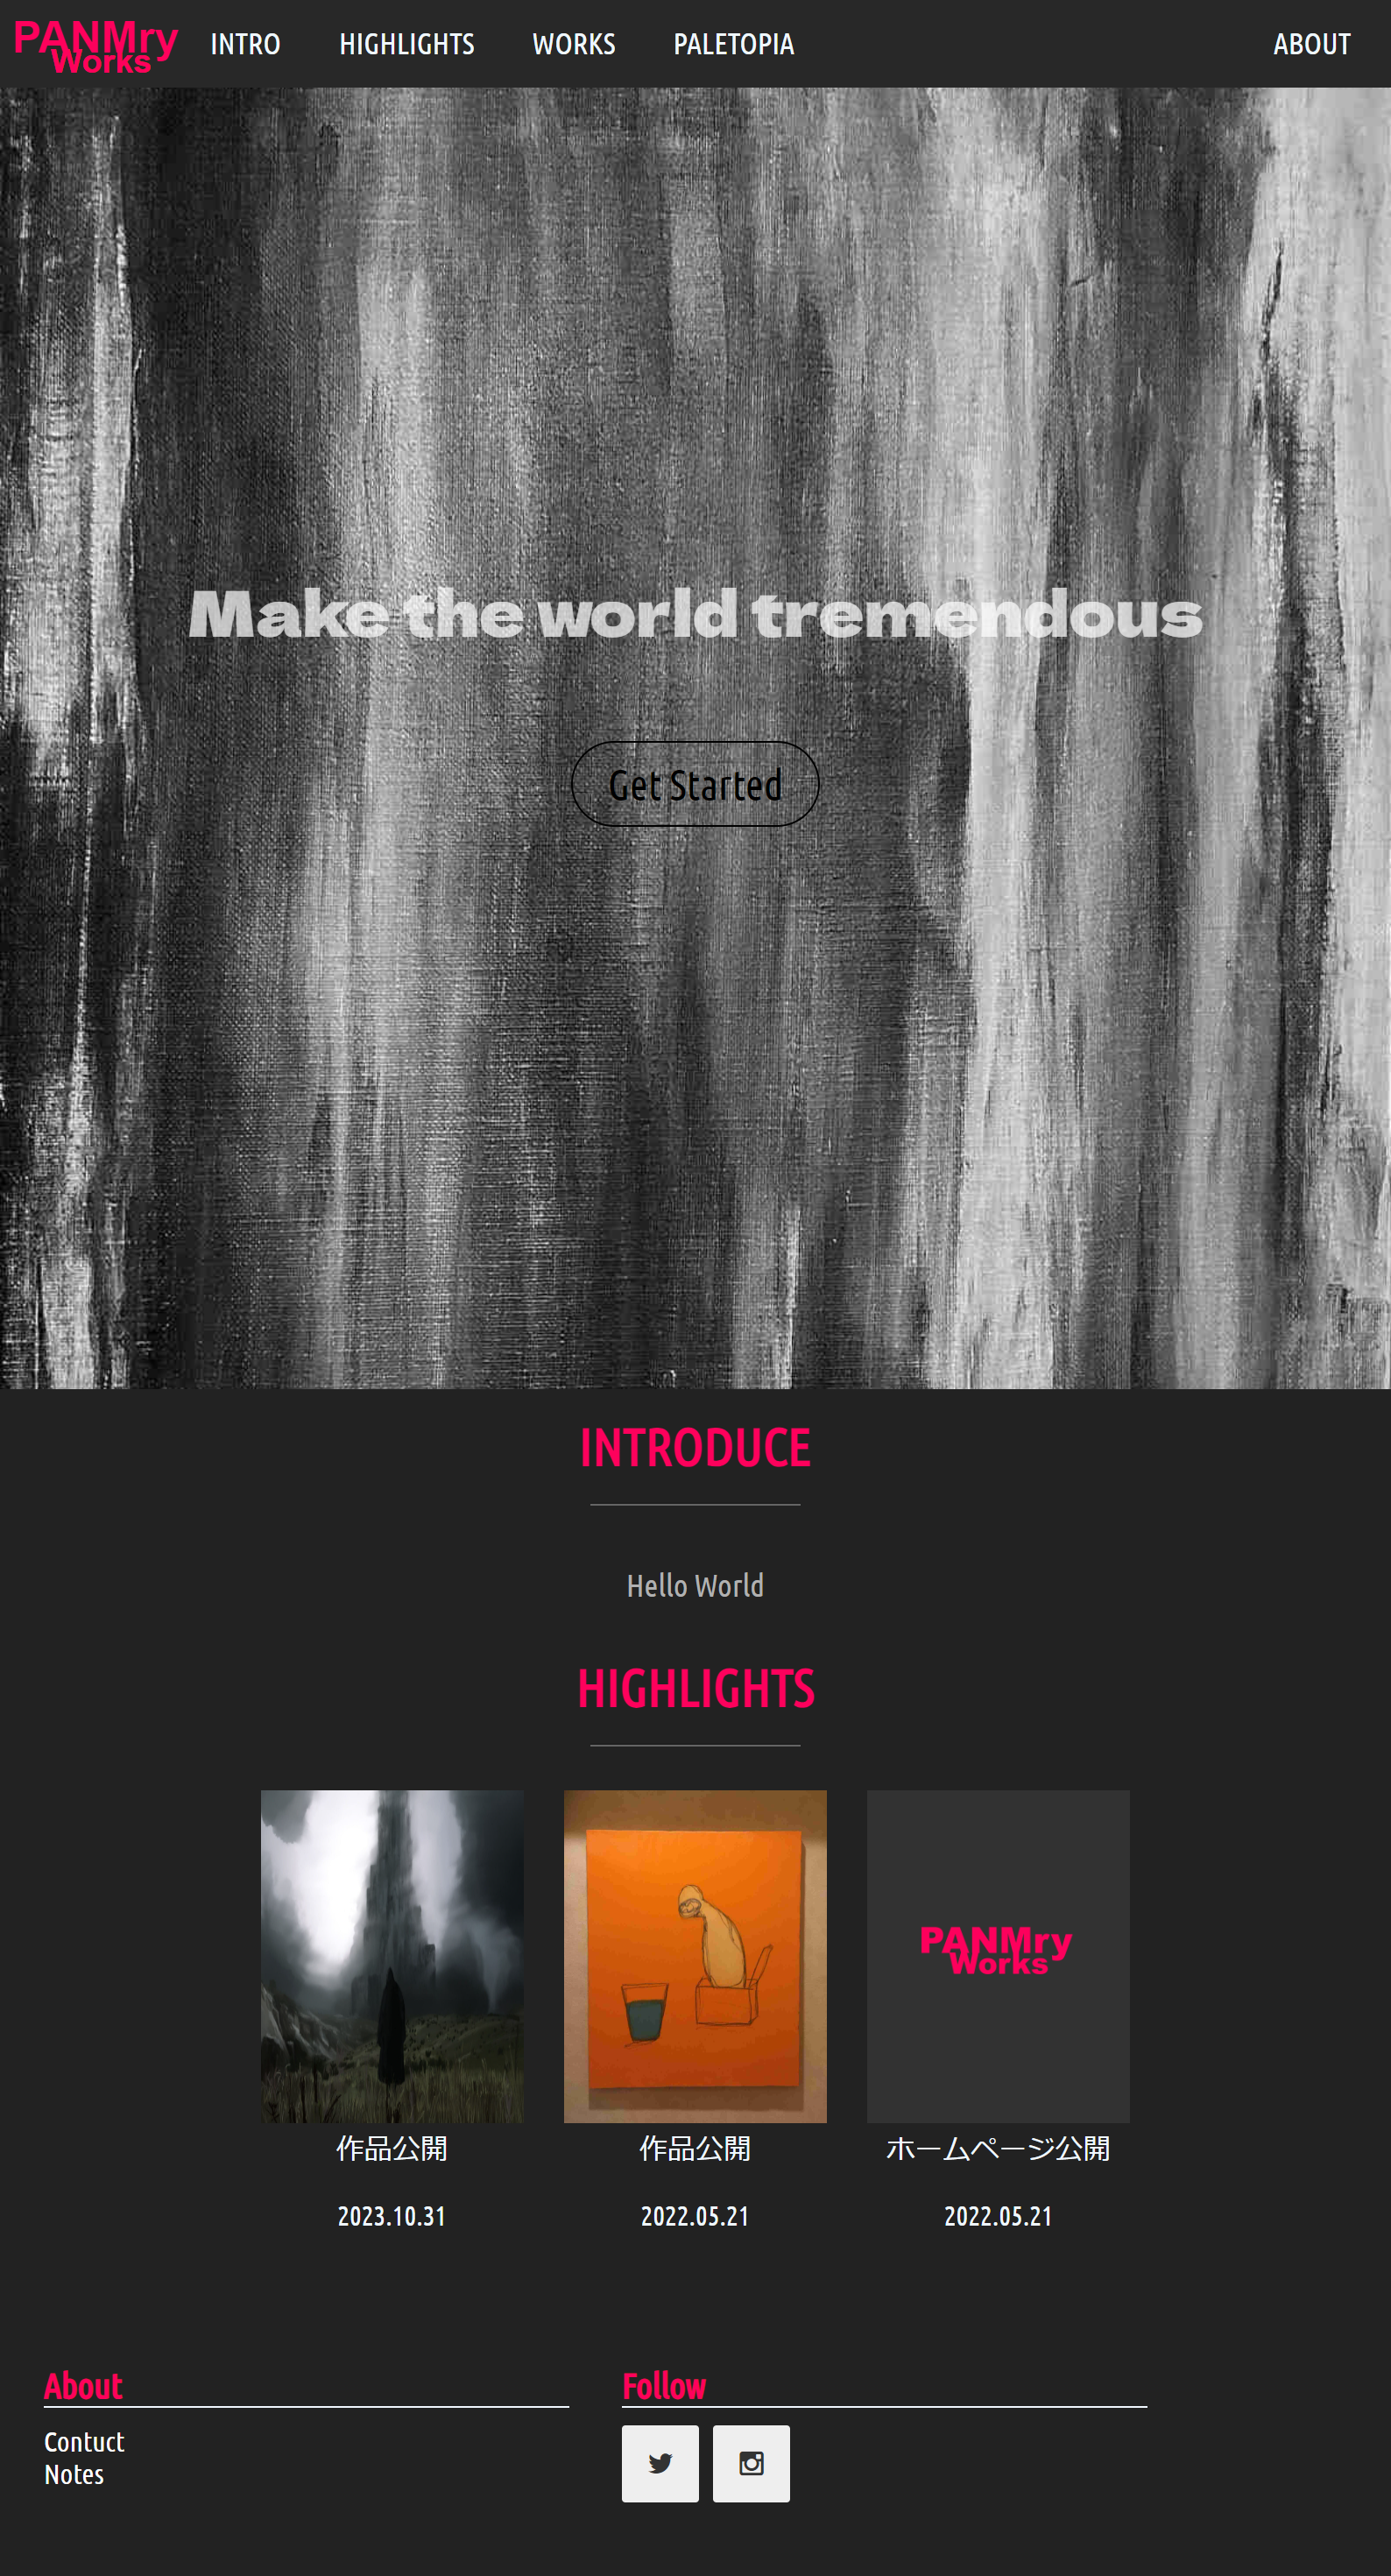 PANMry
Works
INTRO
HIGHLIGHTS
WORKS
PALETOPIA
ABOUT
Make the world tremendous
Get Started
INTRODUCE
Hello World
HIGHLIGHTS
PANMry
Works
作品公開
作品公開
ホームページ公開
2023.10.31
2022.05.21
2022.05.21
About
Follow
Contuct
Notes